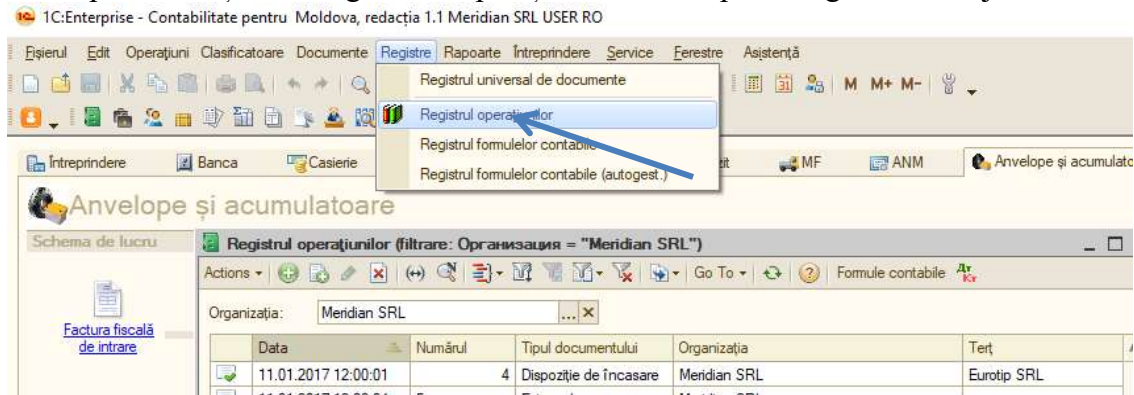 1C:Enterprise - Contabilitate pentru Moldova, redacția 1.1 Meridian SRL USER RO
Fișierul Edit Operațiuni Clasificatoare Documente Registre Rapoarte Întreprindere Service Ferestre Asistență
Registrul universal de documente
M M+ M-
Registrul operațiunilor
Registrul formulelor contabile
Registrul formulelor contabile (autogest.)
Întreprindere Banca Casierie MF ANM Anvelope și acumulato
Anvelope și acumulatoare
Schema de lucru
Registrul operațiunilor (filtrare: Организация = "Meridian SRL")
Actions Go To Formule contabile Дт Кт
Organizația: Meridian SRL ... ×
Factura fiscală
de intrare
Data Numărul Tipul documentului Organizația Terț
11.01.2017 12:00:01 4 Dispoziție de încasare Meridian SRL Eurotip SRL